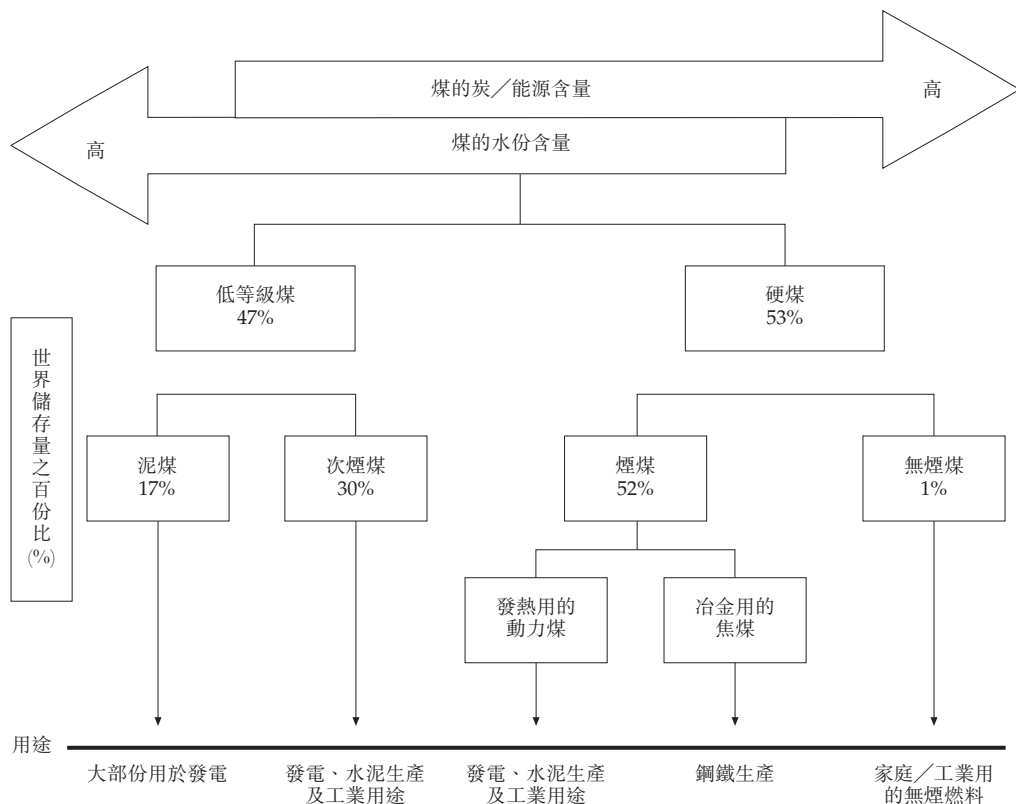 煤的炭／能源含量
高
煤的水份含量
高
低等級煤
47%
硬煤
53%
世界儲存量之百份比(%)
泥煤
17%
次煙煤
30%
煙煤
52%
無煙煤
1%
發熱用的
動力煤
冶金用的
焦煤
用途
大部份用於發電
發電、水泥生產
及工業用途
發電、水泥生產
及工業用途
鋼鐵生產
家庭／工業用
的無煙燃料